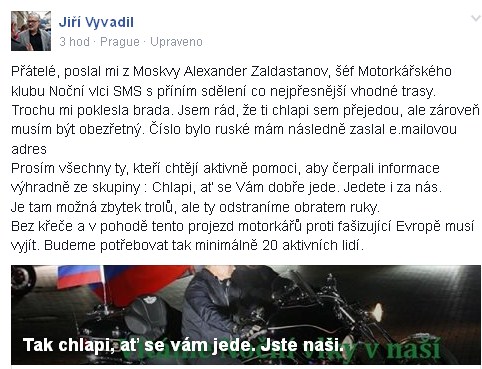 Jiří Vyvadil
3 hod · Prague · Upraveno
Přátelé, poslal mi z Moskvy Alexander Zaldastanov, šéf Motorkářského
klubu Noční vlci SMS s příním sdělení co nejpřesnější vhodné trasy.
Trochu mi poklesla brada. Jsem rád, že ti chlapi sem přejedou, ale zároveň
musím být obezřetný. Číslo bylo ruské mám následně zaslal e.mailovou
adres
Prosím všechny ty, kteří chtějí aktivně pomoci, aby čerpali informace
výhradně ze skupiny : Chlapi, ať se Vám dobře jede. Jedete i za nás.
Je tam možná zbytek trolů, ale ty odstraníme obratem ruky.
Bez křeče a v pohodě tento projezd motorkářů proti fašizující Evropě musí
vyjít. Budeme potřebovat tak minimálně 20 aktivních lidí.
Tak chlapi, ať se vám jede. Jste naši.
vlky v naší